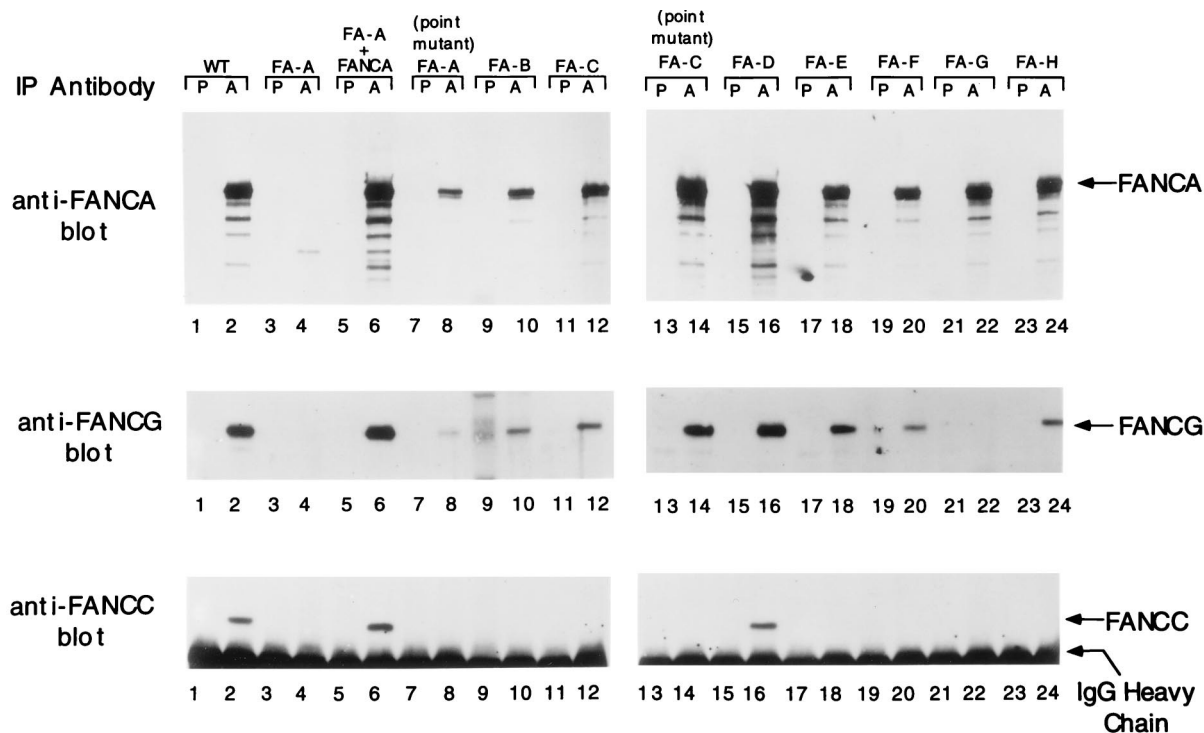 (point
mutant)
FA-A
+
FANCA
WT FA-A FA-A FA-B FA-C
(point
mutant)
FA-C FA-D FA-E FA-F FA-G FA-H
IP Antibody P A P A P A P A P A P A P A P A P A P A P A P A
anti-FANCA
blot
FANCA
1 2 3 4 5 6 7 8 9 10 11 12 13 14 15 16 17 18 19 20 21 22 23 24
anti-FANCG
blot
FANCG
1 2 3 4 5 6 7 8 9 10 11 12 13 14 15 16 17 18 19 20 21 22 23 24
anti-FANCC
blot
FANCC
1 2 3 4 5 6 7 8 9 10 11 12 13 14 15 16 17 18 19 20 21 22 23 24
IgG Heavy
Chain